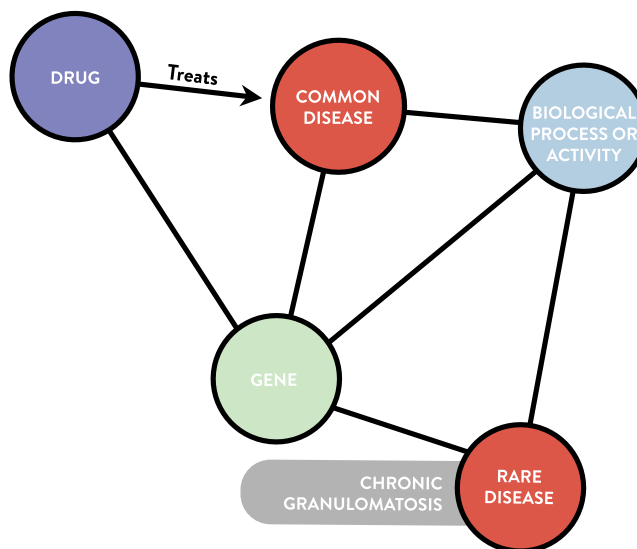 DRUG
Treats
COMMON
DISEASE
BIOLOGICAL
PROCESS OR
ACTIVITY
GENE
CHRONIC
GRANULOMATOSIS
RARE
DISEASE